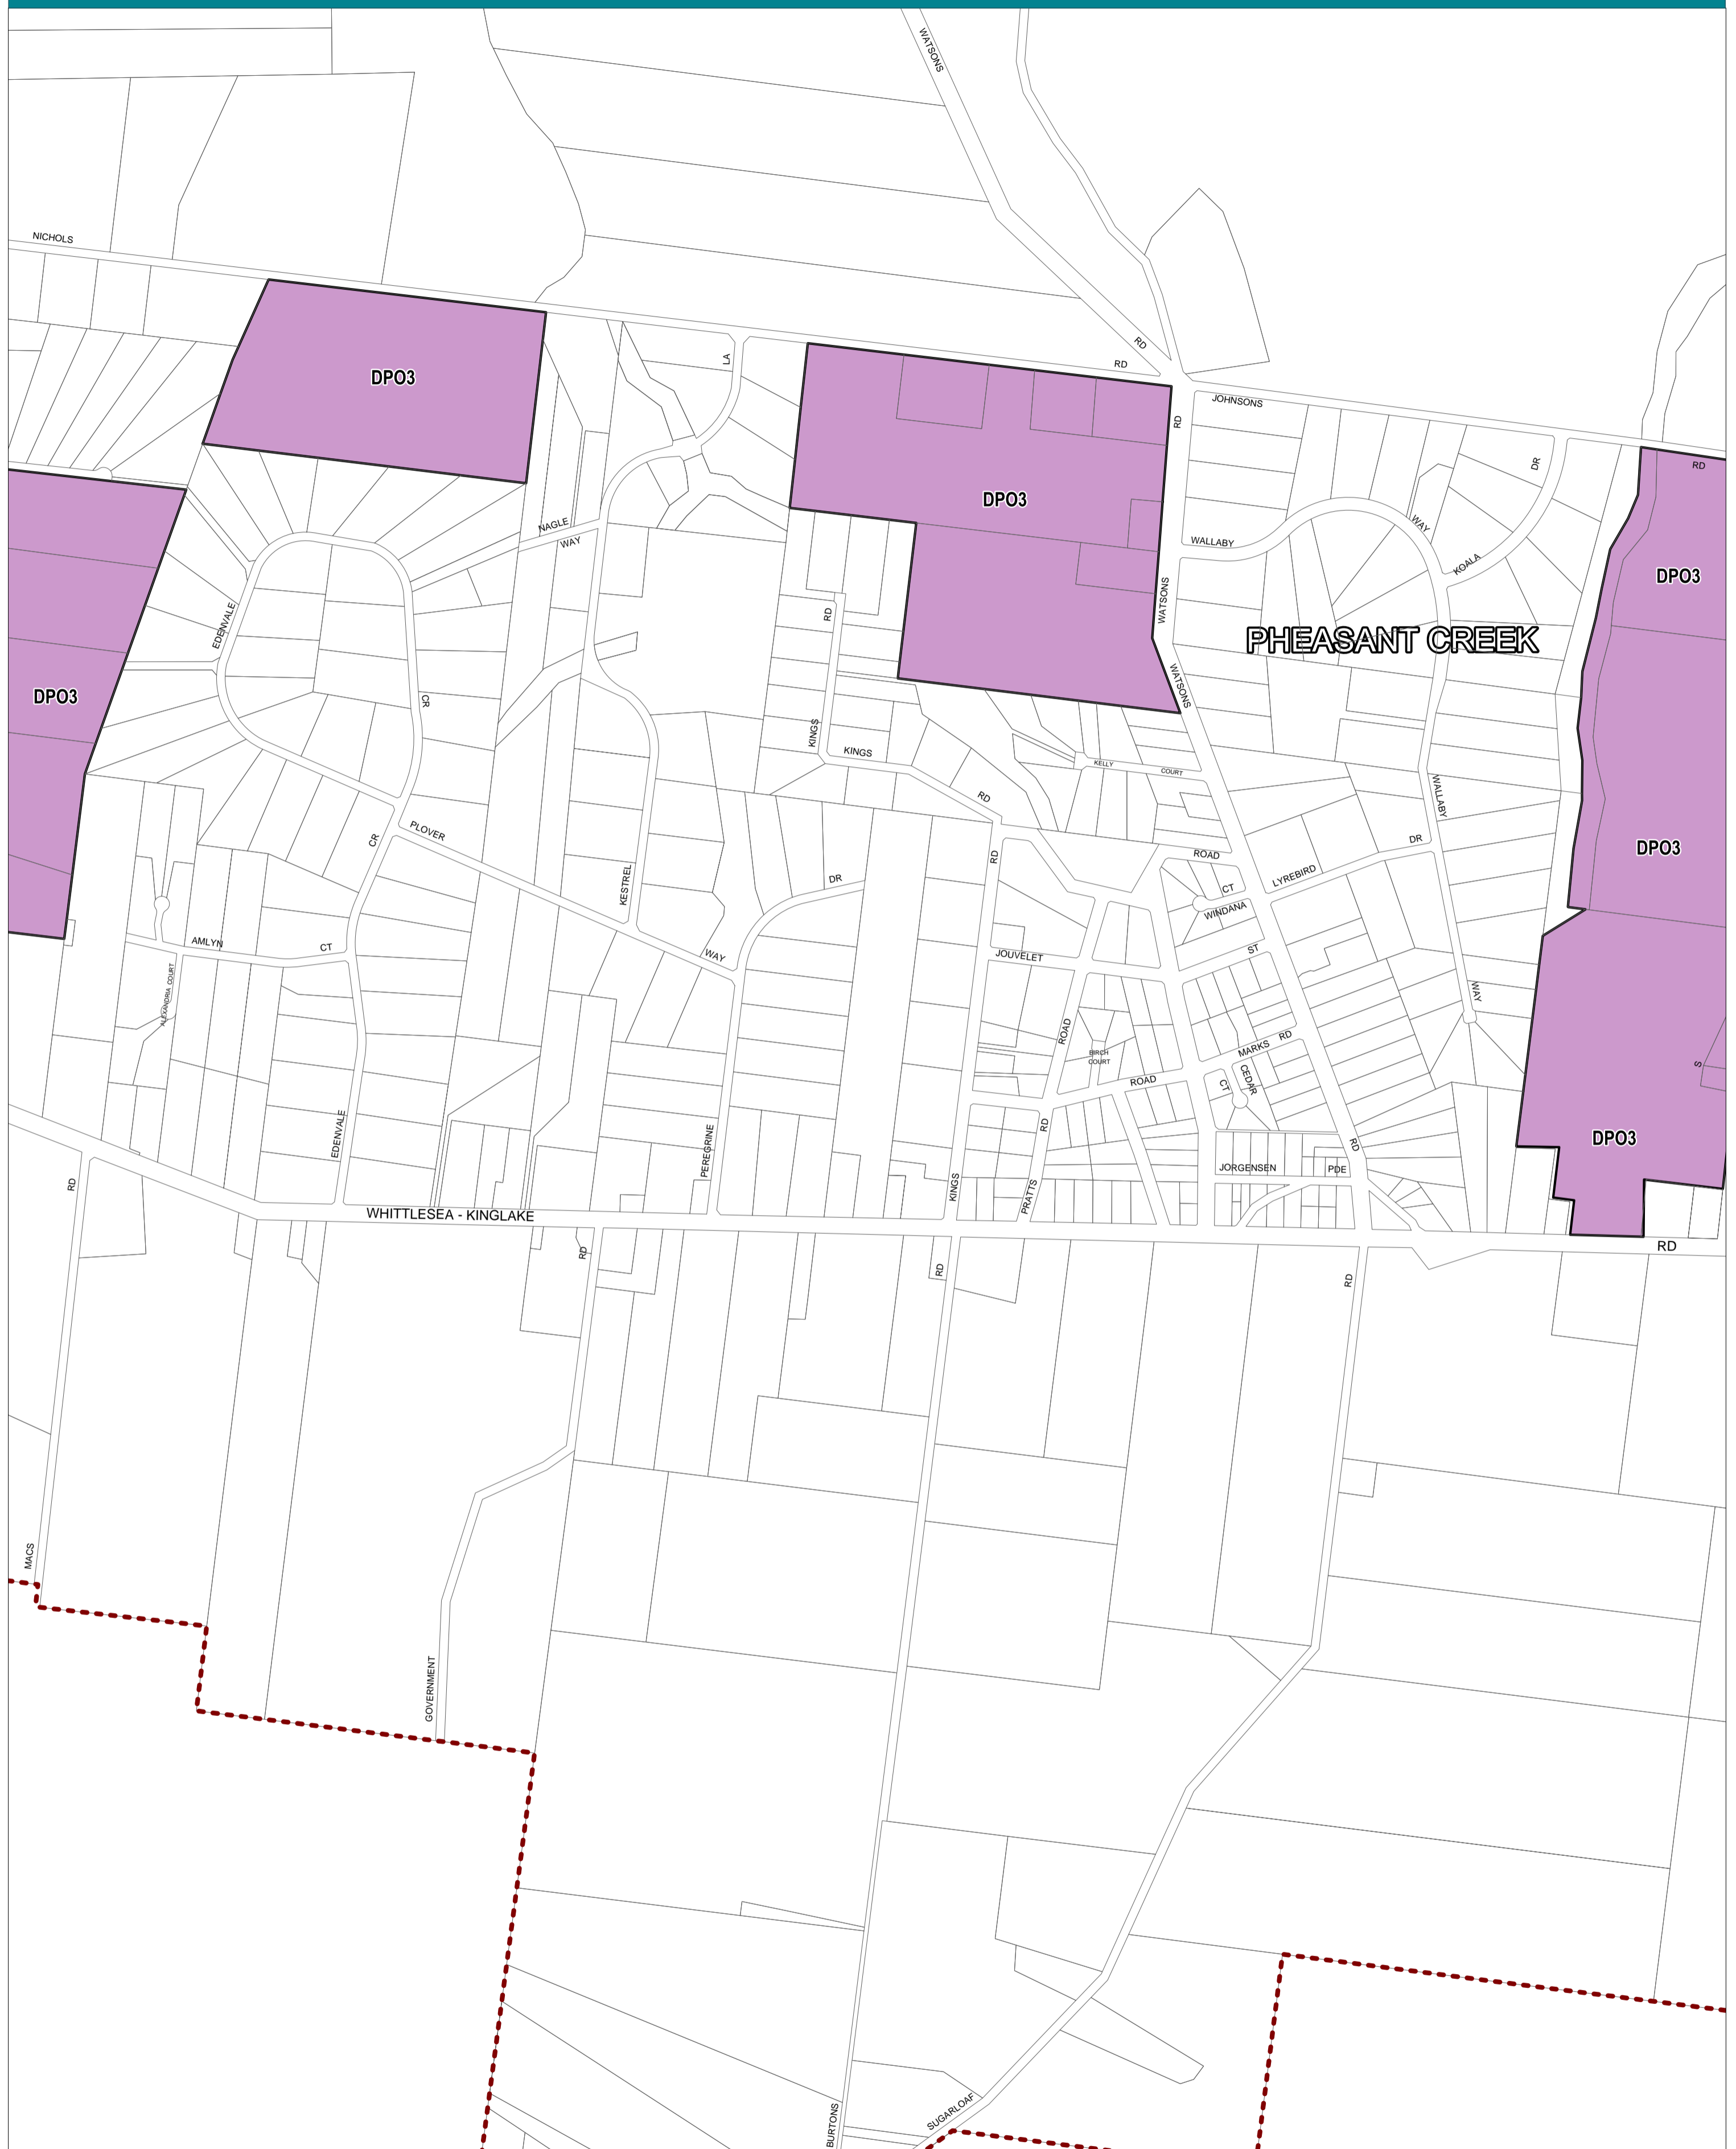 WATSONS
NICHOLS
RD
LA
RD
DPO3
JOHNSONS
RD
DR
RD
DPO3
NAGLE
WAY
WAY
WALLABY
KOALA
DPO3
WATSONS
EDENVALE
RD
PHEASANT CREEK
DPO3
WATSONS
CR
KINGS
KINGS
KELLY
COURT
RD
WALLABY
PLOVER
CR
DR
ROAD
RD
DPO3
LYREBIRD
DR
CT
KESTREL
WINDANA
AMLYN
CT
ST
WAY
JOUVELET
ALEXANDRIA COURT
WAY
ROAD
RD
MARKS
BIRCH
COURT
S
CEDAR
ROAD
CT
RD
EDENVALE
DPO3
RD
PEREGRINE
JORGENSEN
PDE
RD
KINGS
PRATTS
WHITTLESEA - KINGLAKE
RD
RD
RD
RD
MACS
GOVERNMENT
SUGARLOAF
BURTONS